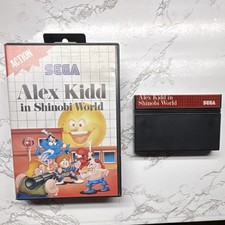 ACTION
SEGA
Alex Kidd
in Shinobi World
Alex Kidd in
Shinobi World
SEGA